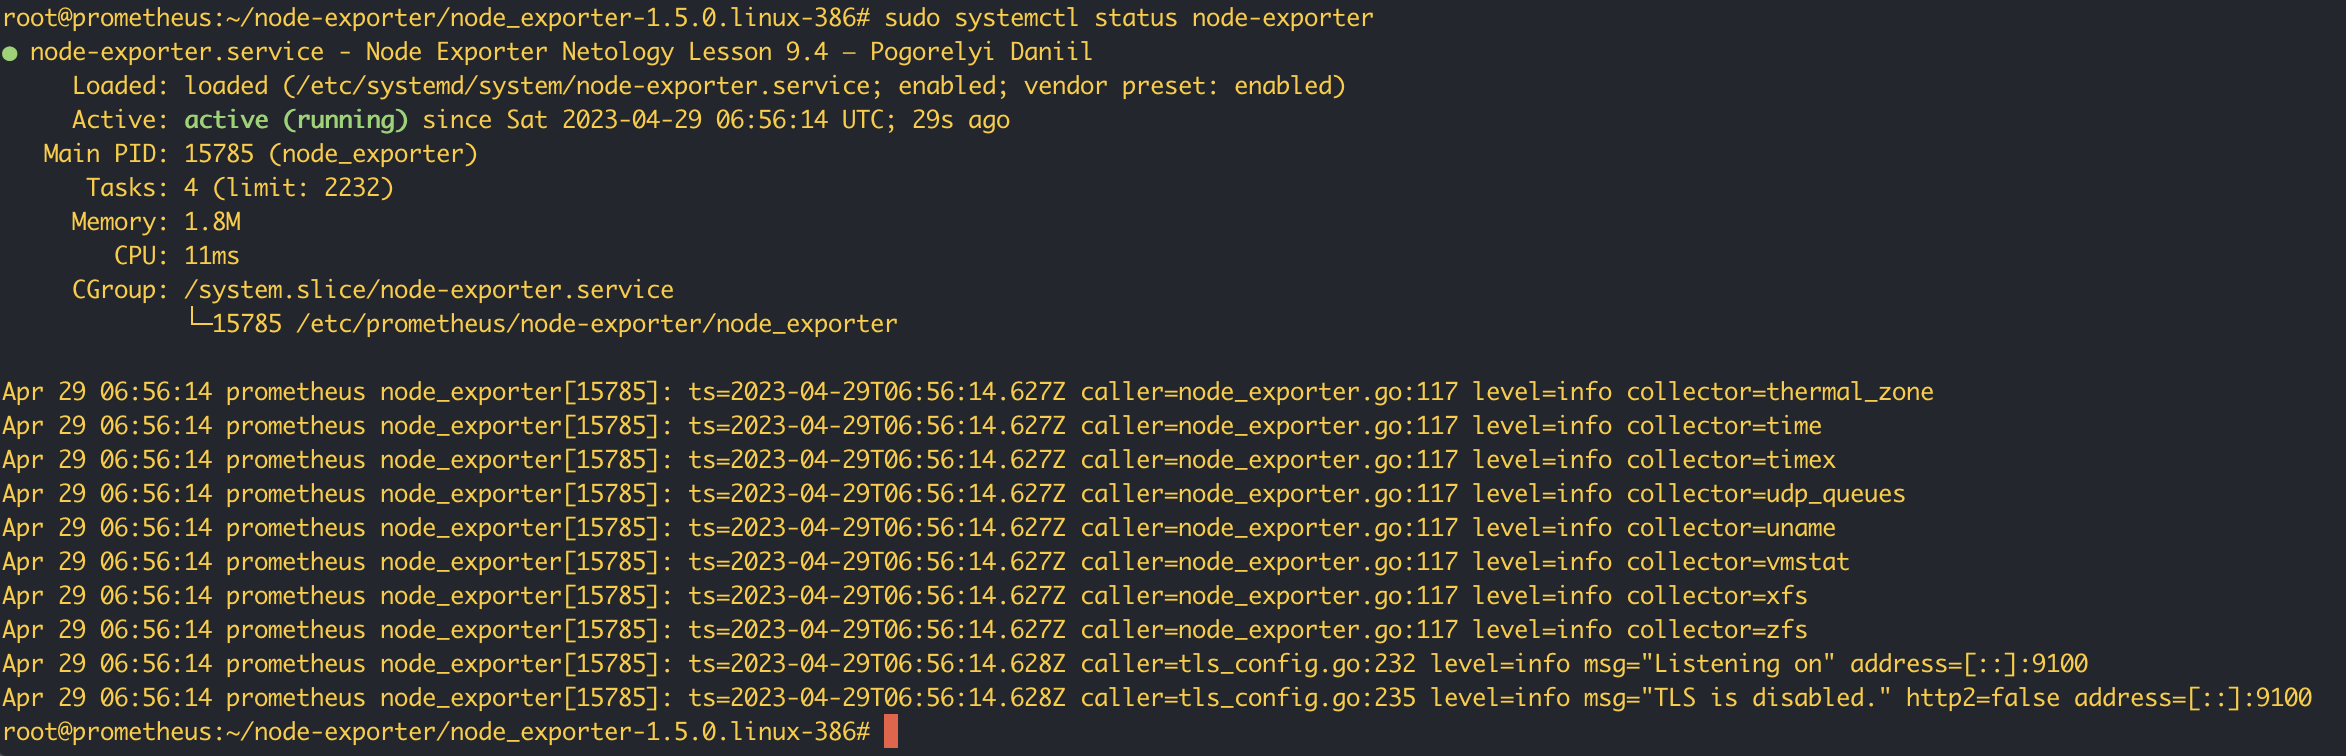 root@prometheus:~/node-exporter/node_exporter-1.5.0.linux-386# sudo systemctl status node-exporter
● node-exporter.service - Node Exporter Netology Lesson 9.4 — Pogorelyi Daniil
     Loaded: loaded (/etc/systemd/system/node-exporter.service; enabled; vendor preset: enabled)
     Active: active (running) since Sat 2023-04-29 06:56:14 UTC; 29s ago
   Main PID: 15785 (node_exporter)
      Tasks: 4 (limit: 2232)
     Memory: 1.8M
        CPU: 11ms
     CGroup: /system.slice/node-exporter.service
             └─15785 /etc/prometheus/node-exporter/node_exporter

Apr 29 06:56:14 prometheus node_exporter[15785]: ts=2023-04-29T06:56:14.627Z caller=node_exporter.go:117 level=info collector=thermal_zone
Apr 29 06:56:14 prometheus node_exporter[15785]: ts=2023-04-29T06:56:14.627Z caller=node_exporter.go:117 level=info collector=time
Apr 29 06:56:14 prometheus node_exporter[15785]: ts=2023-04-29T06:56:14.627Z caller=node_exporter.go:117 level=info collector=timex
Apr 29 06:56:14 prometheus node_exporter[15785]: ts=2023-04-29T06:56:14.627Z caller=node_exporter.go:117 level=info collector=udp_queues
Apr 29 06:56:14 prometheus node_exporter[15785]: ts=2023-04-29T06:56:14.627Z caller=node_exporter.go:117 level=info collector=uname
Apr 29 06:56:14 prometheus node_exporter[15785]: ts=2023-04-29T06:56:14.627Z caller=node_exporter.go:117 level=info collector=vmstat
Apr 29 06:56:14 prometheus node_exporter[15785]: ts=2023-04-29T06:56:14.627Z caller=node_exporter.go:117 level=info collector=xfs
Apr 29 06:56:14 prometheus node_exporter[15785]: ts=2023-04-29T06:56:14.627Z caller=node_exporter.go:117 level=info collector=zfs
Apr 29 06:56:14 prometheus node_exporter[15785]: ts=2023-04-29T06:56:14.628Z caller=tls_config.go:232 level=info msg="Listening on" address=[::]:9100
Apr 29 06:56:14 prometheus node_exporter[15785]: ts=2023-04-29T06:56:14.628Z caller=tls_config.go:235 level=info msg="TLS is disabled." http2=false address=[::]:9100
root@prometheus:~/node-exporter/node_exporter-1.5.0.linux-386#